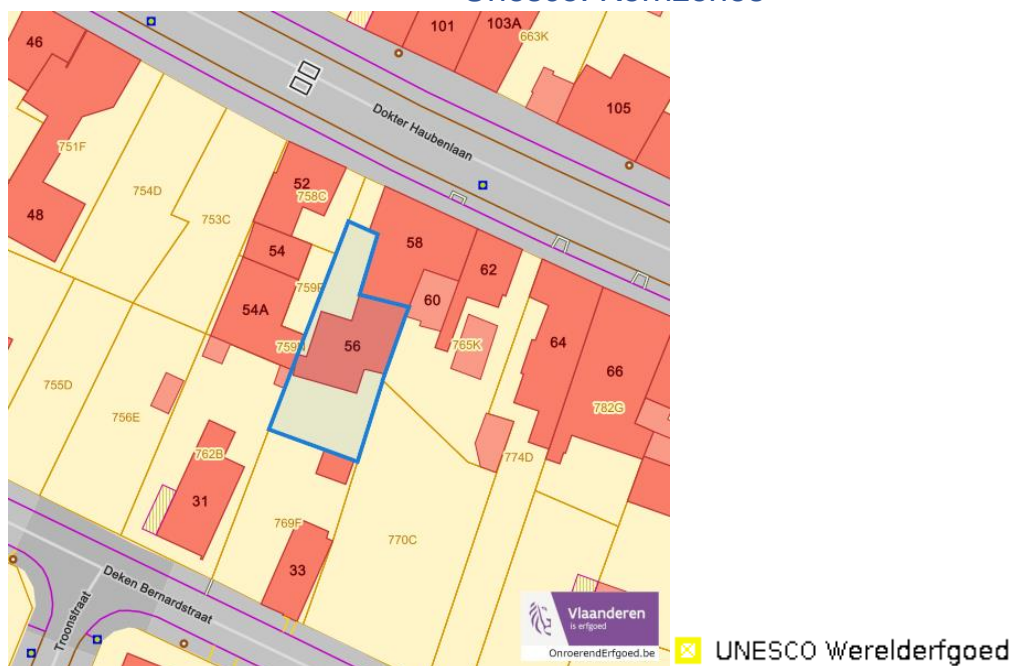 46
101
103A
663K
105
Dokter Haubenlaan
751F
754D
48
753C
52
758C
54
58
62
60
759P
54A
56
765K
64
66
782G
755D
756E
762B
774D
31
769F
770C
33
Deken Bernardstraat
Troonstraat
Vlaanderen
is erfgoed
OnroerendErfgoed.be
UNESCO Werelderfgoed